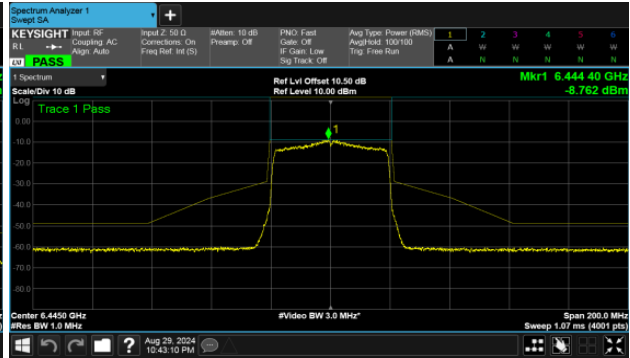 Spectrum Analyzer 1
Swept SA
+
KEYSIGHT Input: RF Input Z: 50 Ω #Atten: 10 dB PNO: Fast Avg Type: Power (RMS) 1 2 3 4 5 6
R L Coupling: AC Corrections: On Preamp: Off Gate: Off Avg|Hold: 100/100 A W W W W W
Align: Auto Freq Ref: Int (S) IF Gain: Low Trig: Free Run
EXT PASS Sig Track: Off A N N N N N
1 Spectrum Ref Lvl Offset 10.50 dB Mkr1 6.444 40 GHz
Scale/Div 10 dB Ref Level 10.00 dBm -8.762 dBm
Log
Trace 1 Pass
0.00
1
-10.0
-20.0
-30.0
-40.0
-50.0
-60.0
-80.0
Center 6.4450 GHz #Video BW 3.0 MHz* Span 200.0 MHz
#Res BW 1.0 MHz Sweep 1.07 ms (4001 pts)
? Aug 29, 2024
10:43:10 PM